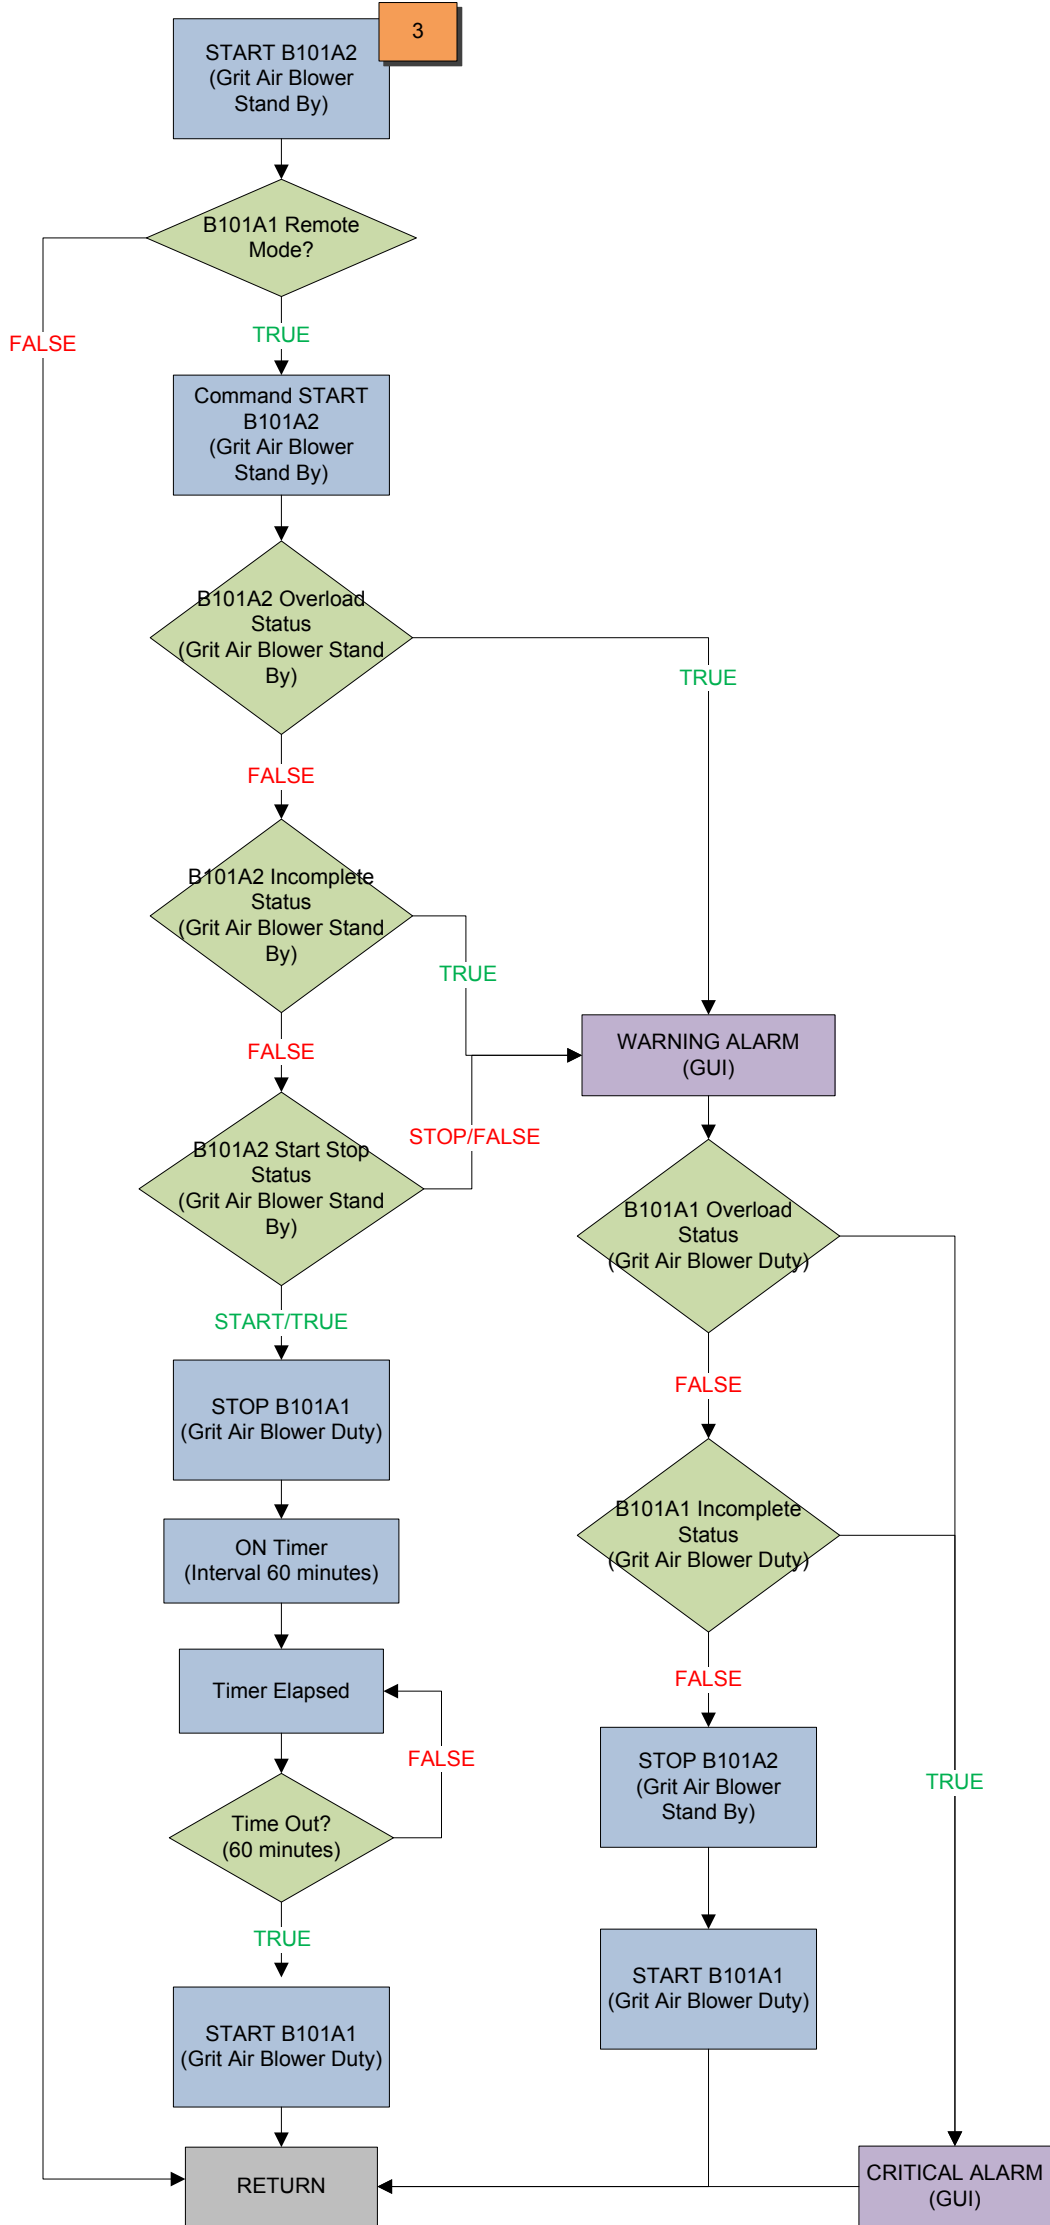 3
START B101A2
(Grit Air Blower
Stand By)
B101A1 Remote
Mode?
FALSE
TRUE
Command START
B101A2
(Grit Air Blower
Stand By)
B101A2 Overload
Status
(Grit Air Blower Stand
By)
TRUE
FALSE
B101A2 Incomplete
Status
(Grit Air Blower Stand
By)
TRUE
FALSE
WARNING ALARM
(GUI)
B101A2 Start Stop
Status
(Grit Air Blower Stand
By)
STOP/FALSE
START/TRUE
B101A1 Overload
Status
(Grit Air Blower Duty)
FALSE
STOP B101A1
(Grit Air Blower Duty)
ON Timer
(Interval 60 minutes)
B101A1 Incomplete
Status
(Grit Air Blower Duty)
FALSE
Timer Elapsed
FALSE
Time Out?
(60 minutes)
TRUE
STOP B101A2
(Grit Air Blower
Stand By)
TRUE
START B101A1
(Grit Air Blower Duty)
START B101A1
(Grit Air Blower Duty)
RETURN
CRITICAL ALARM
(GUI)